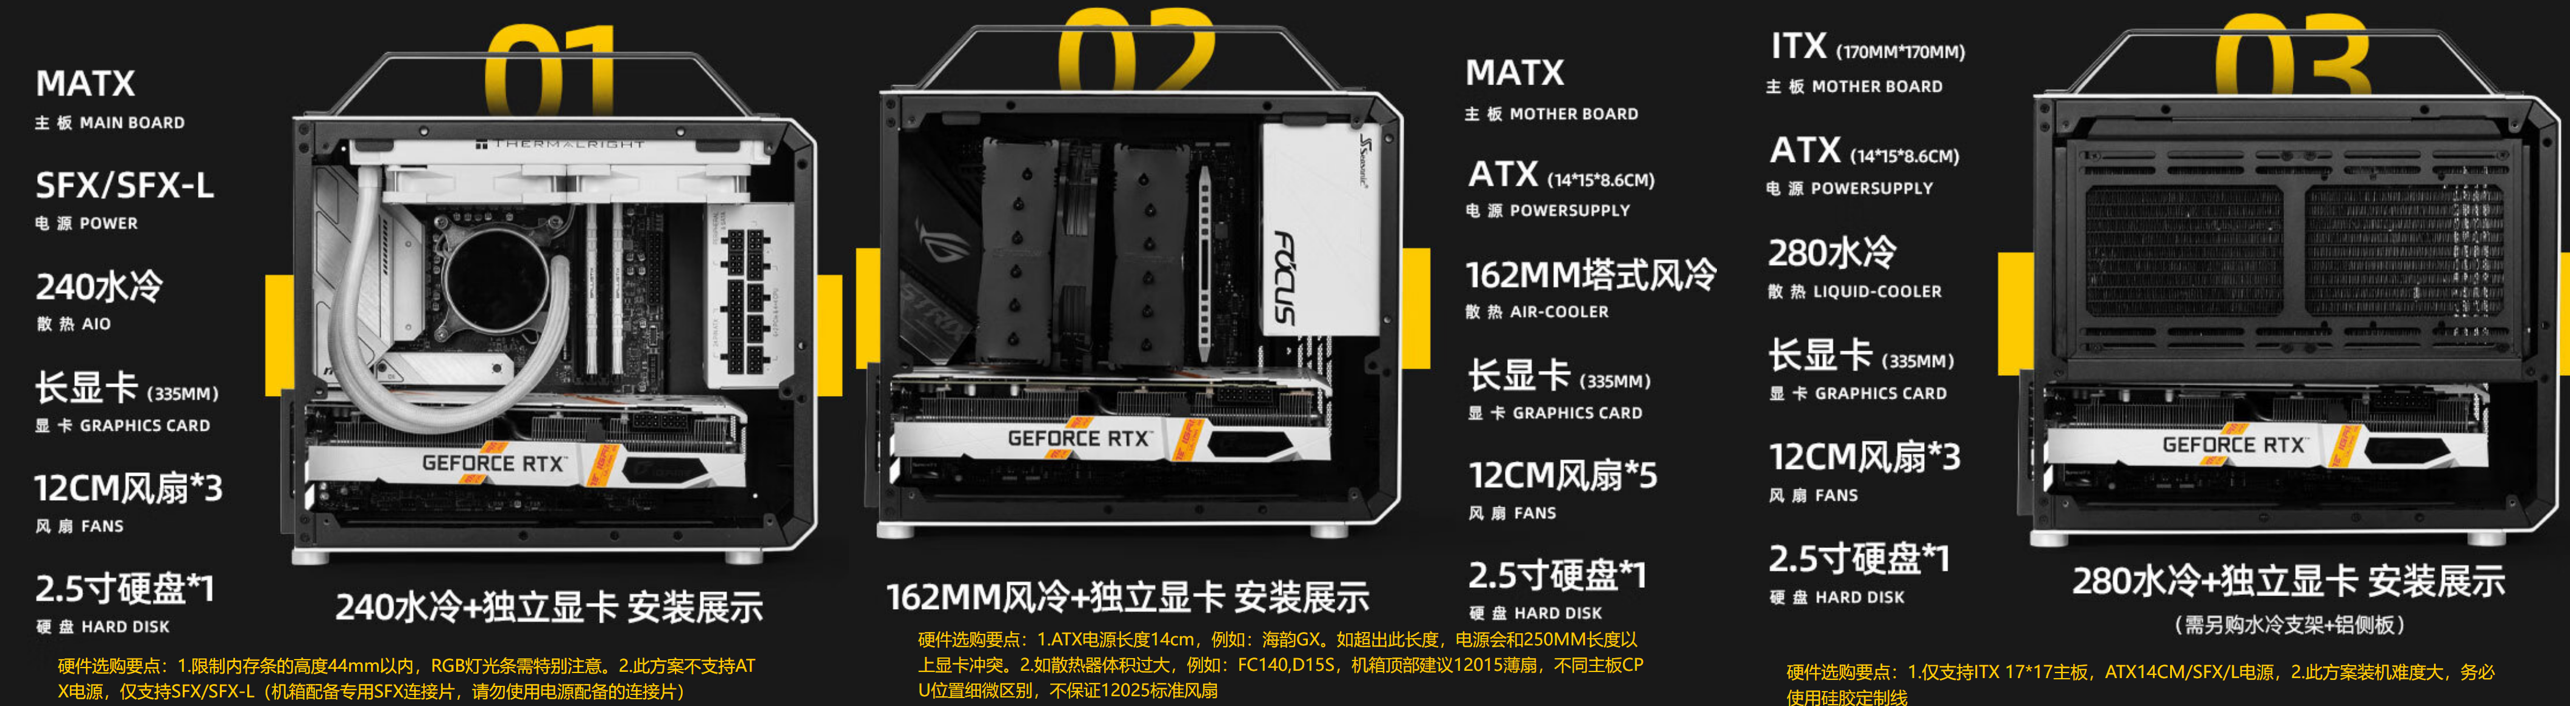 01
MATX
主 板 MAIN BOARD
SFX/SFX-L
电 源 POWER
240水冷
散 热 AIO
长显卡 (335MM)
显 卡 GRAPHICS CARD
12CM风扇*3
风 扇 FANS
2.5寸硬盘*1
硬 盘 HARD DISK
THERMALRIGHT
GEFORCE RTX
240水冷+独立显卡 安装展示
硬件选购要点：1.限制内存条的高度44mm以内，RGB灯光条需特别注意。2.此方案不支持AT
X电源，仅支持SFX/SFX-L（机箱配备专用SFX连接片，请勿使用电源配备的连接片）
02
Seasonic
FOCUS
STRIX
GEFORCE RTX
MATX
主 板 MOTHER BOARD
ATX (14*15*8.6CM)
电 源 POWERSUPPLY
162MM塔式风冷
散 热 AIR-COOLER
长显卡 (335MM)
显 卡 GRAPHICS CARD
12CM风扇*5
风 扇 FANS
2.5寸硬盘*1
硬 盘 HARD DISK
162MM风冷+独立显卡 安装展示
硬件选购要点：1.ATX电源长度14cm，例如：海韵GX。如超出此长度，电源会和250MM长度以
上显卡冲突。2.如散热器体积过大，例如：FC140,D15S，机箱顶部建议12015薄扇，不同主板CP
U位置细微区别，不保证12025标准风扇
03
ITX (170MM*170MM)
主 板 MOTHER BOARD
ATX (14*15*8.6CM)
电 源 POWERSUPPLY
280水冷
散 热 LIQUID-COOLER
长显卡 (335MM)
显 卡 GRAPHICS CARD
12CM风扇*3
风 扇 FANS
2.5寸硬盘*1
硬 盘 HARD DISK
GEFORCE RTX
280水冷+独立显卡 安装展示
（需另购水冷支架+铝侧板）
硬件选购要点：1.仅支持ITX 17*17主板，ATX14CM/SFX/L电源，2.此方案装机难度大，务必
使用硅胶定制线